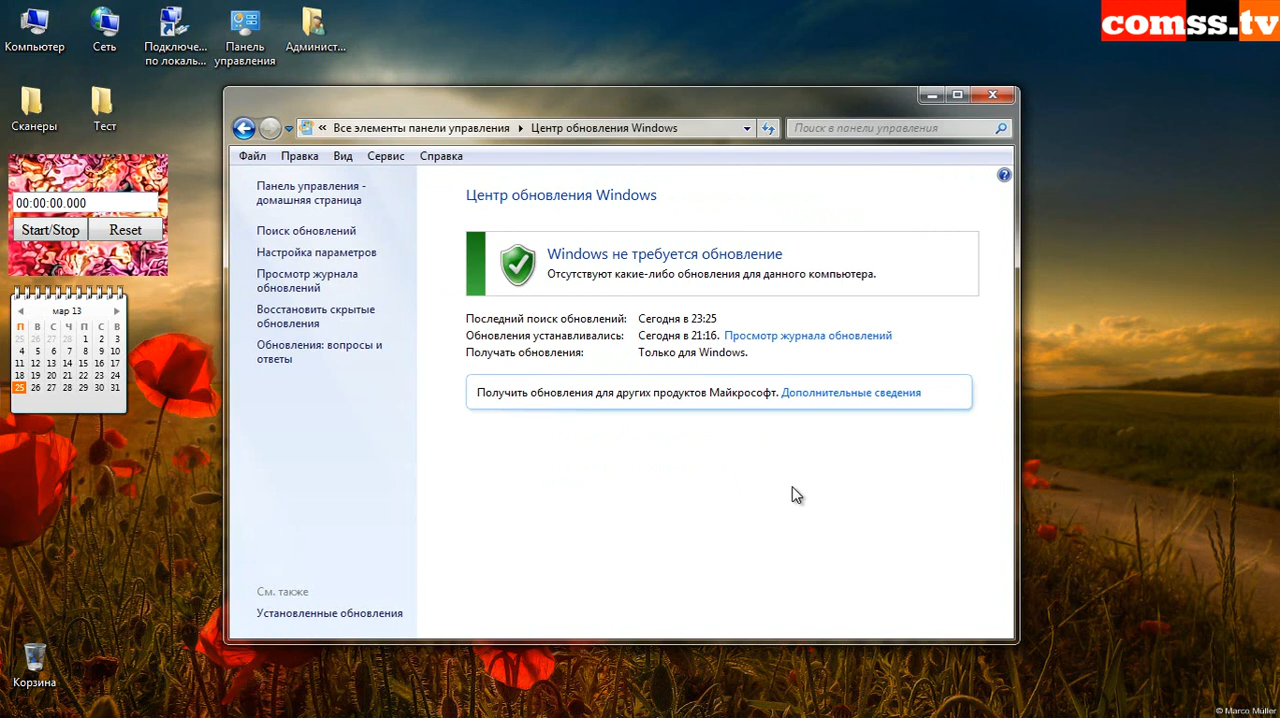 Компьютер
Сеть
Подключе...
по локаль...
Панель
управления
Админист...
comss.tv
Сканеры
Тест
00:00:00.000
Start/Stop
Reset
мар 13
П В С Ч П С В
25 26 27 28 1 2 3
4 5 6 7 8 9 10
11 12 13 14 15 16 17
18 19 20 21 22 23 24
25 26 27 28 29 30 31
Корзина
« Все элементы панели управления Центр обновления Windows
Поиск в панели управления
Файл Правка Вид Сервис Справка
Панель управления -
домашняя страница
Поиск обновлений
Настройка параметров
Просмотр журнала
обновлений
Восстановить скрытые
обновления
Обновления: вопросы и
ответы
См. также
Установленные обновления
Центр обновления Windows
Windows не требуется обновление
Отсутствуют какие-либо обновления для данного компьютера.
Последний поиск обновлений: Сегодня в 23:25
Обновления устанавливались: Сегодня в 21:16. Просмотр журнала обновлений
Получать обновления: Только для Windows.
Получить обновления для других продуктов Майкрософт. Дополнительные сведения
© Marco Müller